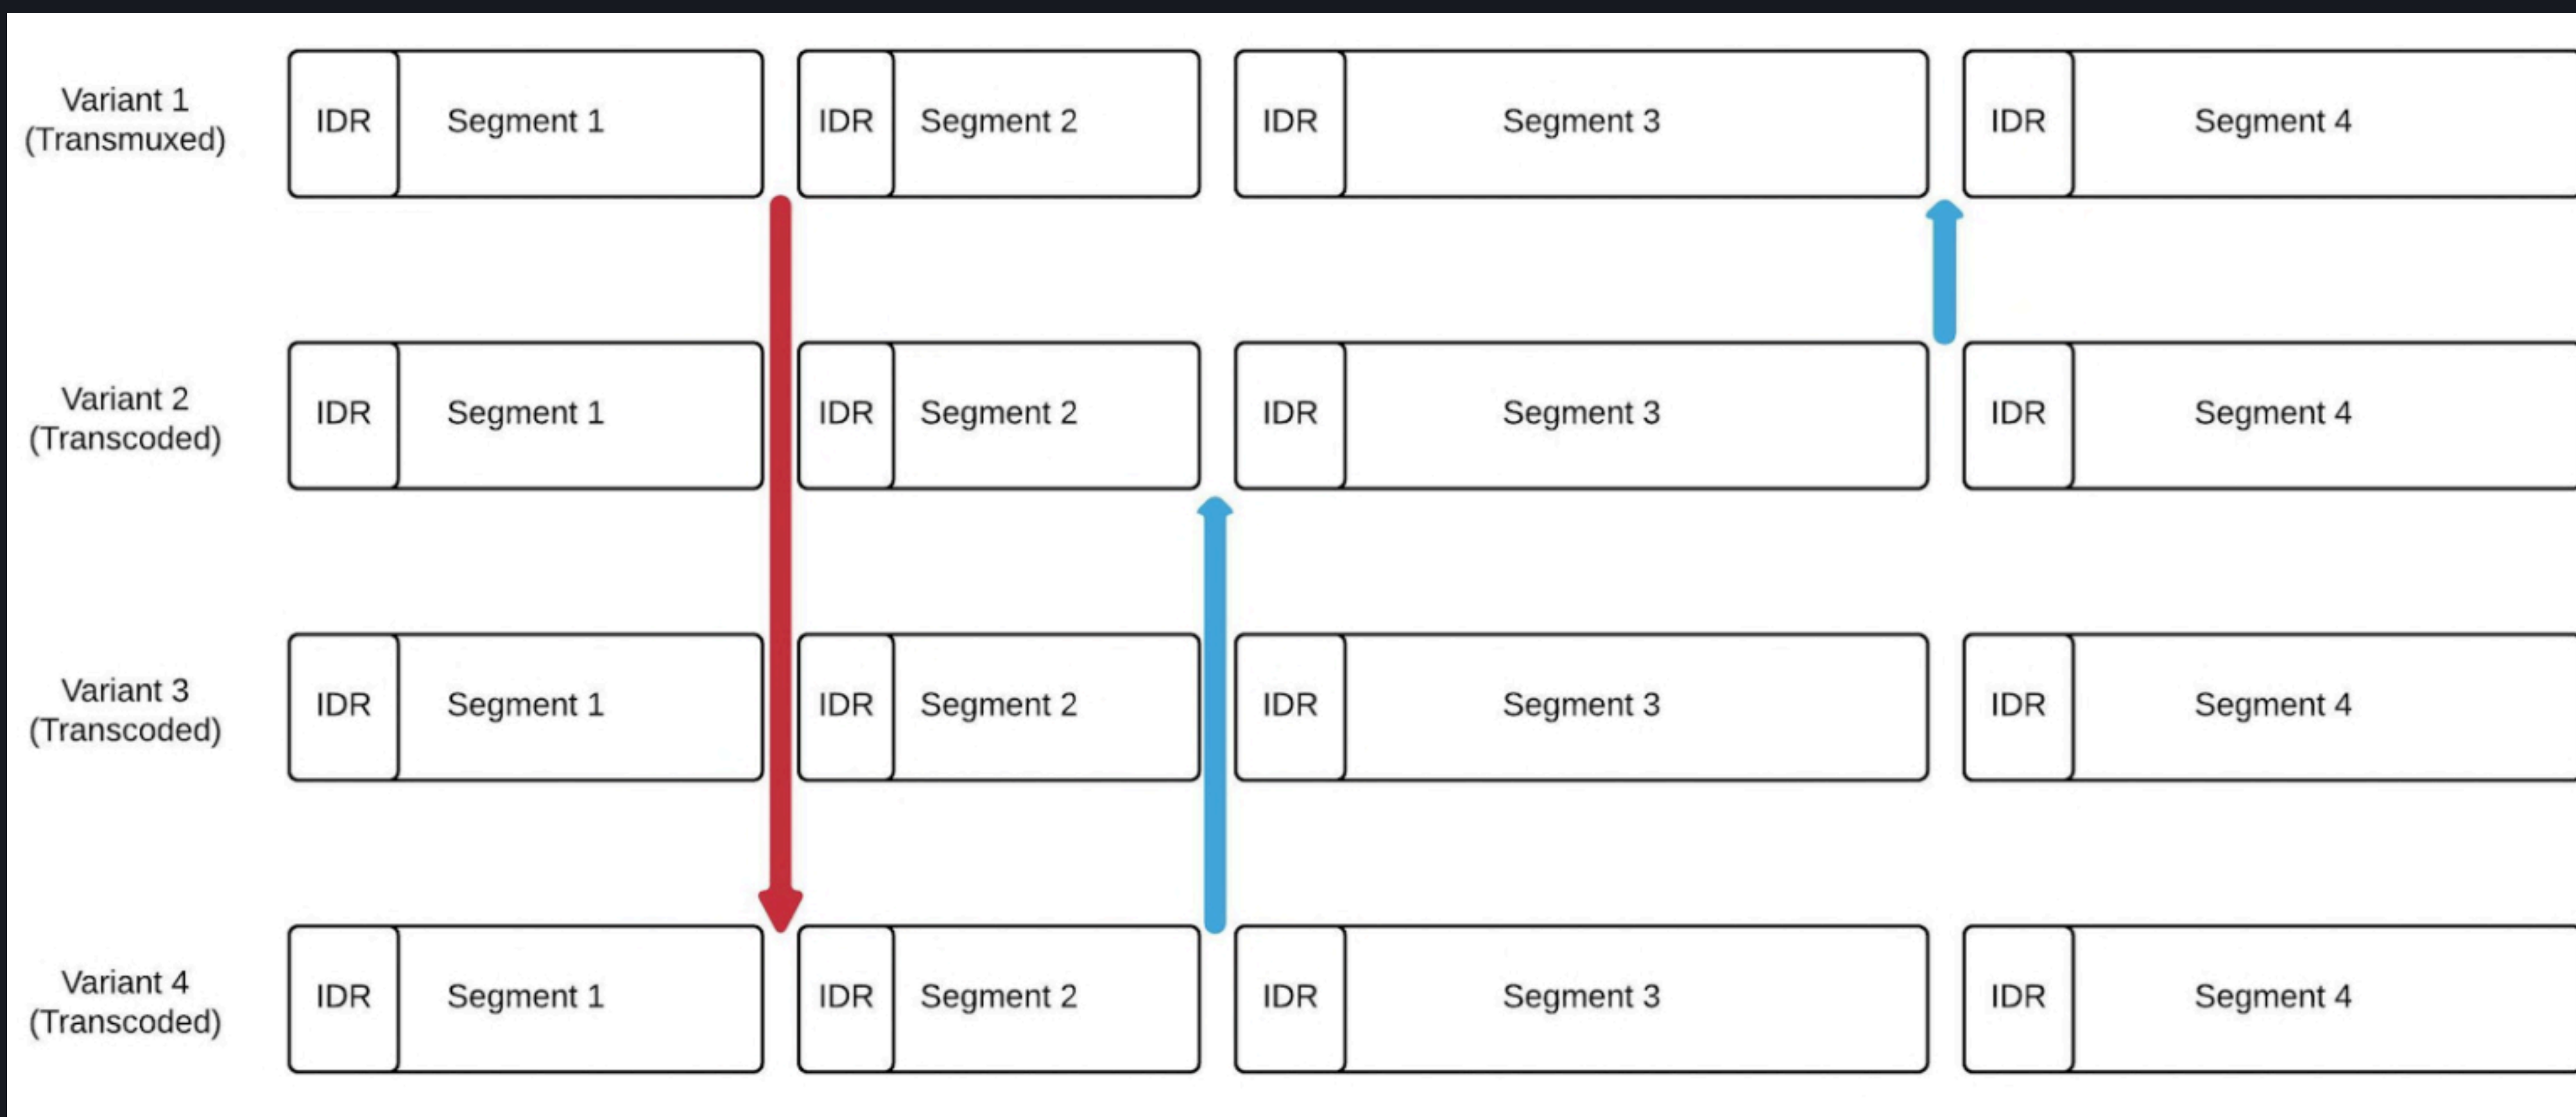 Variant 1
(Transmuxed)
IDR
Segment 1
IDR
Segment 2
IDR
Segment 3
IDR
Segment 4
Variant 2
(Transcoded)
IDR
Segment 1
IDR
Segment 2
IDR
Segment 3
IDR
Segment 4
Variant 3
(Transcoded)
IDR
Segment 1
IDR
Segment 2
IDR
Segment 3
IDR
Segment 4
Variant 4
(Transcoded)
IDR
Segment 1
IDR
Segment 2
IDR
Segment 3
IDR
Segment 4